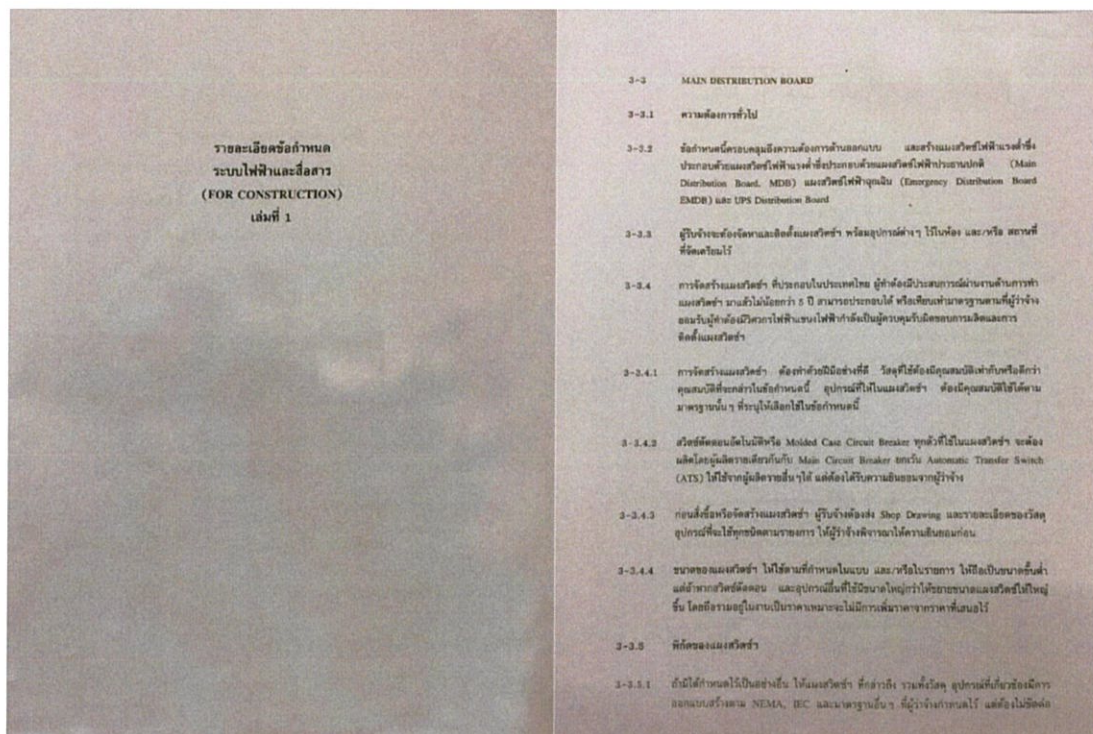 รายละเอียดข้อกำหนด
ระบบไฟฟ้าและสื่อสาร
(FOR CONSTRUCTION)
เล่มที่ 1
3-3 MAIN DISTRIBUTION BOARD
3-3.1 ความต้องการทั่วไป
3-3.2 ข้อกำหนดนี้ครอบคลุมถึงความต้องการด้านออกแบบ และสร้างแผงสวิตช์ไฟฟ้าแรงต่ำซึ่ง
ประกอบด้วยแผงสวิตช์ไฟฟ้าแรงต่ำซึ่งประกอบด้วยแผงสวิตช์ไฟฟ้าประธานปกติ (Main
Distribution Board, MDB) แผงสวิตช์ไฟฟ้าฉุกเฉิน (Emergency Distribution Board
EMDB) และ UPS Distribution Board
3-3.3 ผู้รับจ้างจะต้องจัดหาและติดตั้งแผงสวิตช์ฯ พร้อมอุปกรณ์ต่างๆ ไว้ในห้อง และ/หรือ สถานที่
ที่จัดเตรียมไว้
3-3.4 การจัดสร้างแผงสวิตช์ฯ ที่ประกอบในประเทศไทย ผู้ทำต้องมีประสบการณ์ผ่านงานด้านการทำ
แผงสวิตช์ฯ มาแล้วไม่น้อยกว่า 5 ปี สามารถประกอบได้ หรือเทียบเท่ามาตรฐานตามที่ผู้ว่าจ้าง
ยอมรับผู้ทำต้องมีวิศวกรไฟฟ้าแขนงไฟฟ้ากำลังเป็นผู้ควบคุมรับผิดชอบการผลิตและการ
ติดตั้งแผงสวิตช์ฯ
3-3.4.1 การจัดสร้างแผงสวิตช์ฯ ต้องทำด้วยฝีมือช่างที่ดี วัสดุที่ใช้ต้องมีคุณสมบัติเท่ากับหรือดีกว่า
คุณสมบัติที่จะกล่าวในข้อกำหนดนี้ อุปกรณ์ที่ใช้ในแผงสวิตช์ฯ ต้องมีคุณสมบัติใช้ได้ตาม
มาตรฐานนั้นๆ ที่ระบุให้เลือกใช้ในข้อกำหนดนี้
3-3.4.2 สวิตช์ตัดตอนอัตโนมัติหรือ Molded Case Circuit Breaker ทุกตัวที่ใช้ในแผงสวิตช์ฯ จะต้อง
ผลิตโดยผู้ผลิตรายเดียวกันกับ Main Circuit Breaker ยกเว้น Automatic Transfer Switch
(ATS) ให้ใช้จากผู้ผลิตรายอื่นๆได้ แต่ต้องได้รับความยินยอมจากผู้ว่าจ้าง
3-3.4.3 ก่อนสั่งซื้อหรือจัดสร้างแผงสวิตช์ฯ ผู้รับจ้างต้องส่ง Shop Drawing และรายละเอียดของวัสดุ
อุปกรณ์ที่จะใช้ทุกชนิดตามรายการ ให้ผู้ว่าจ้างพิจารณาให้ความยินยอมก่อน
3-3.4.4 ขนาดของแผงสวิตช์ฯ ให้ใช้ตามที่กำหนดในแบบ และ/หรือในรายการ ให้ถือเป็นขนาดขั้นต่ำ
แต่ถ้าหากสวิตช์ตัดตอน และอุปกรณ์อื่นที่ใช้มีขนาดใหญ่กว่าให้ขยายขนาดแผงสวิตช์ให้ใหญ่
ขึ้น โดยถือรวมอยู่ในงานเป็นราคาเหมาะจะไม่มีการเพิ่มราคาจากราคาที่เสนอไว้
3-3.5 พิกัดของแผงสวิตช์ฯ
3-3.5.1 ถ้ามิได้กำหนดไว้เป็นอย่างอื่น ให้แผงสวิตช์ฯ ที่กล่าวถึง รวมทั้งวัสดุ อุปกรณ์ที่เกี่ยวข้องมีการ
ออกแบบสร้างตาม NEMA, IEC และมาตรฐานอื่นๆ ที่ผู้ว่าจ้างกำหนดไว้ แต่ต้องไม่ขัดต่อ